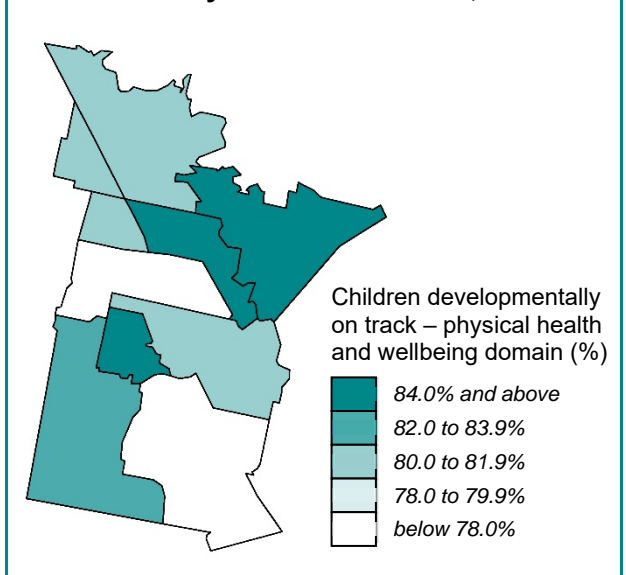 Children developmentally
on track – physical health
and wellbeing domain (%)
84.0% and above
82.0 to 83.9%
80.0 to 81.9%
78.0 to 79.9%
below 78.0%